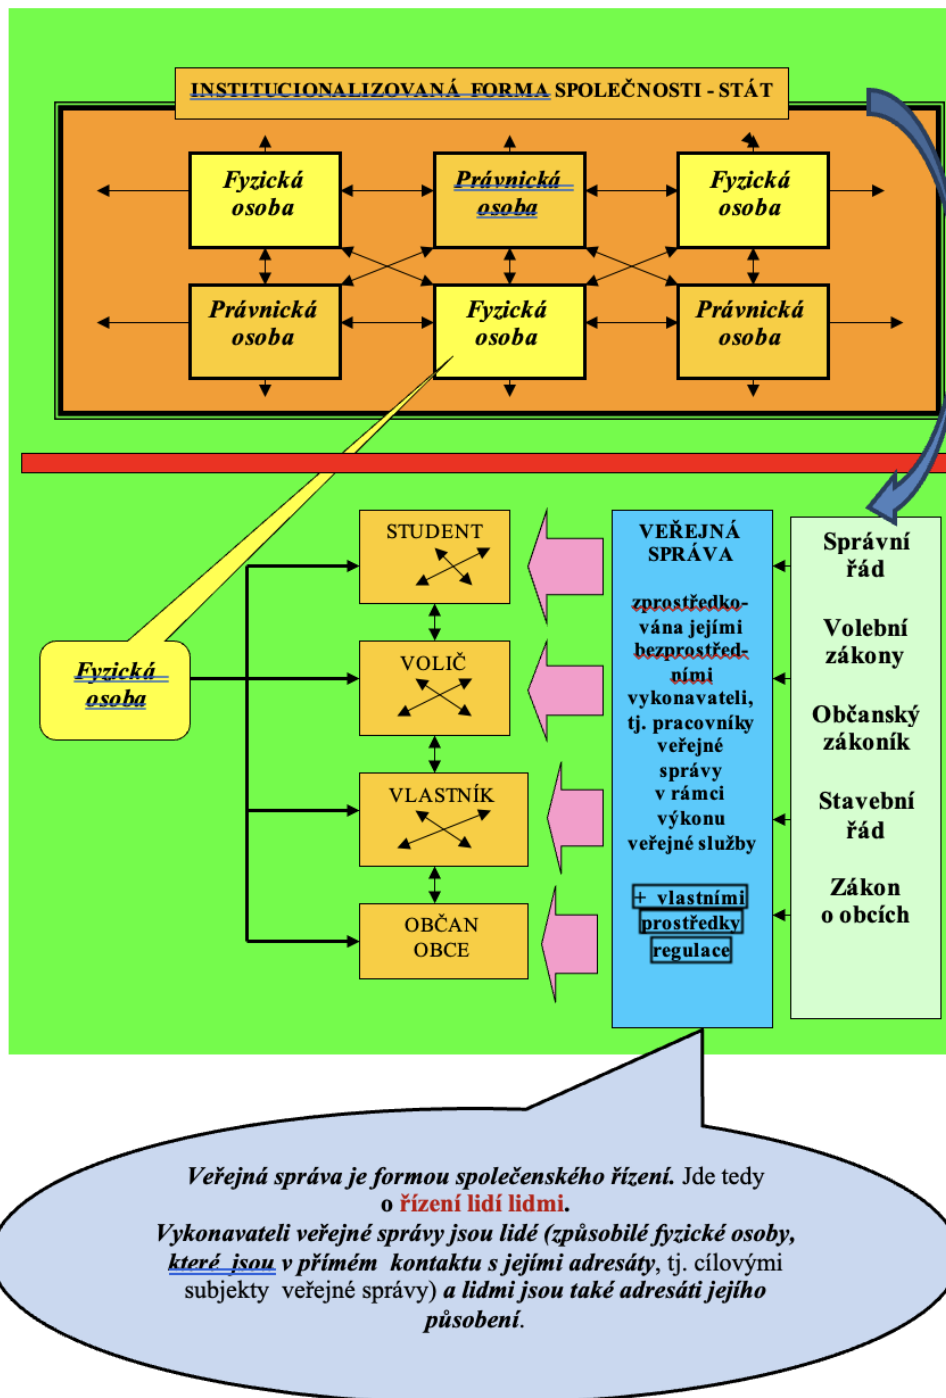 INSTITUCIONALIZOVANÁ FORMA SPOLEČNOSTI - STÁT
Fyzická
osoba
Právnická
osoba
Fyzická
osoba
Právnická
osoba
Fyzická
osoba
Právnická
osoba
Fyzická
osoba
STUDENT
VOLIČ
VLASTNÍK
OBČAN
OBCE
VEŘEJNÁ
SPRÁVA
zprostředko-
vána jejími
bezprostřed-
ními
vykonavateli,
tj. pracovníky
veřejné
správy
v rámci
výkonu
veřejné služby
+ vlastními
prostředky
regulace
Správní
řád
Volební
zákony
Občanský
zákoník
Stavební
řád
Zákon
o obcích
Veřejná správa je formou společenského řízení. Jde tedy
o řízení lidí lidmi.
Vykonavateli veřejné správy jsou lidé (způsobilé fyzické osoby,
které jsou v přímém kontaktu s jejími adresáty, tj. cílovými
subjekty veřejné správy) a lidmi jsou také adresáti jejího
působení.